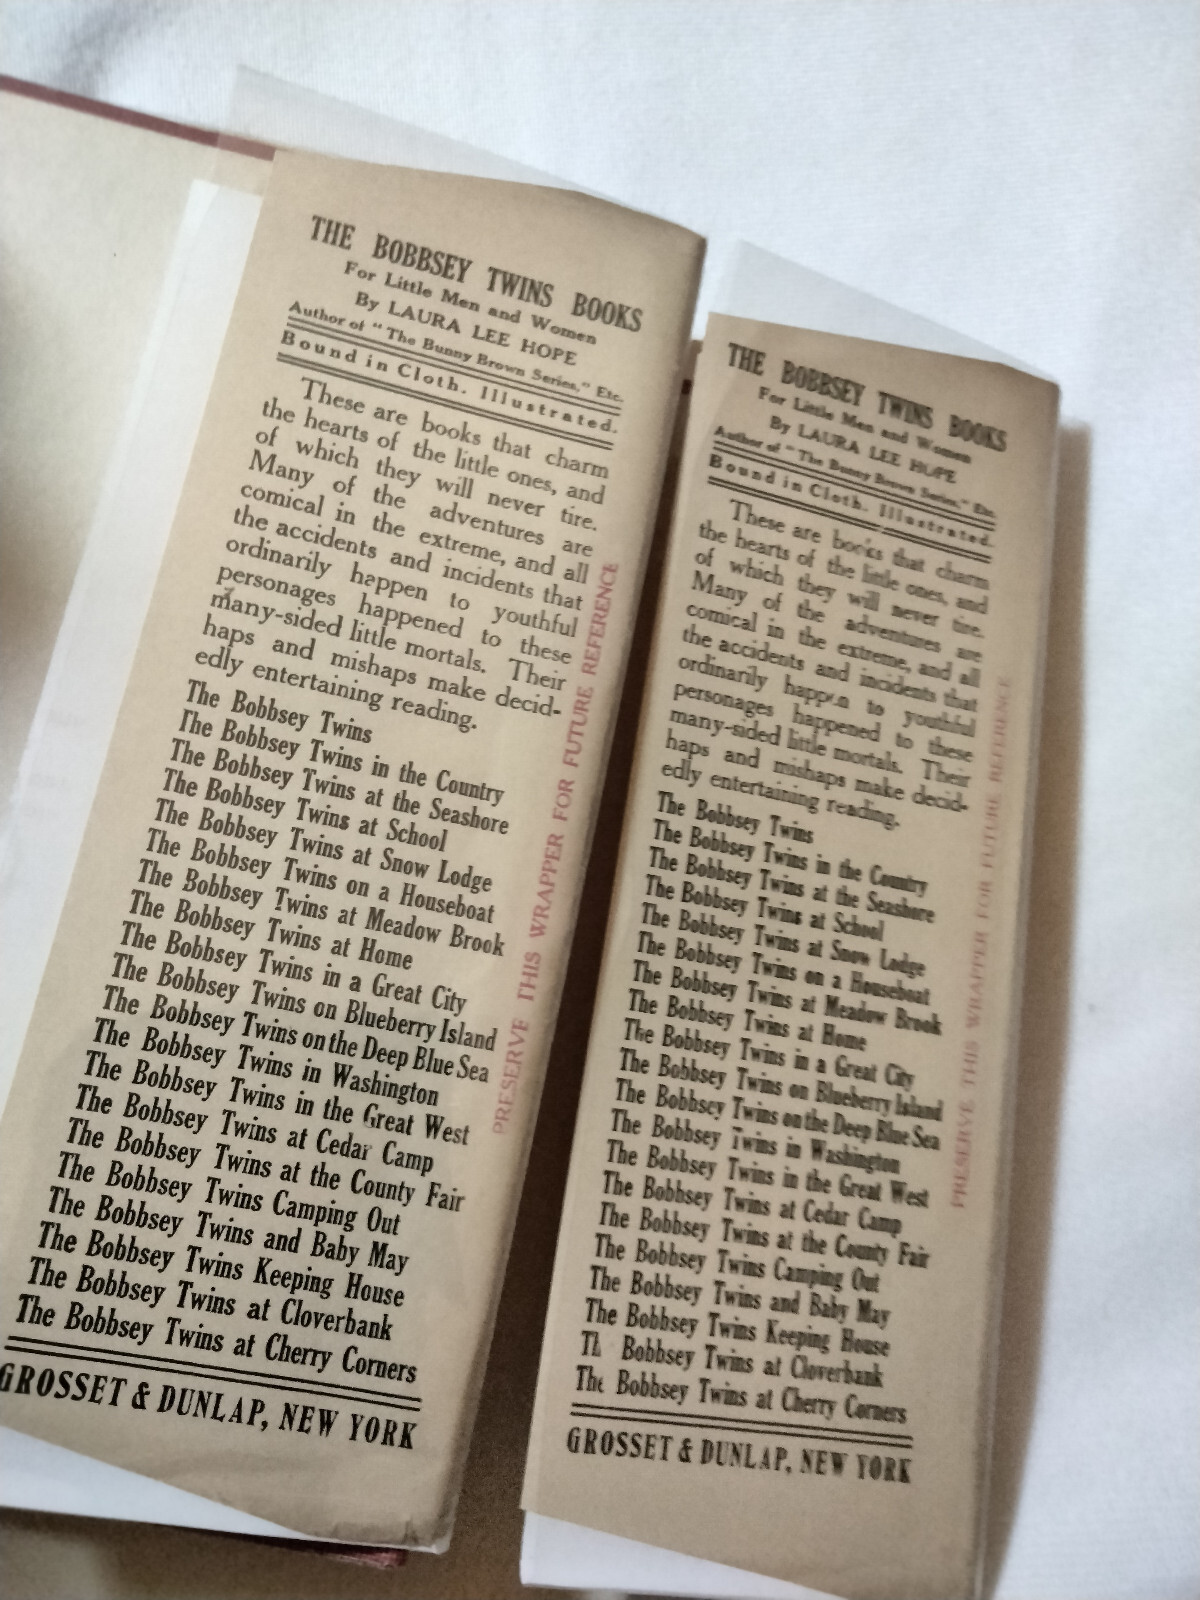 THE BOBBSEY TWINS BOOKS
For Little Men and Women
By LAURA LEE HOPE
Author of "The Bunny Brown Series," Etc.
Bound in Cloth. Illustrated.
These are books that charm
the hearts of the little ones, and
of which they will never tire.
Many of the adventures are
comical in the extreme, and all
the accidents and incidents that
ordinarily happen to youthful
personages happened to these
many-sided little mortals. Their
haps and mishaps make decid-
edly entertaining reading.
The Bobbsey Twins
The Bobbsey Twins in the Country
The Bobbsey Twins at the Seashore
The Bobbsey Twins at School
The Bobbsey Twins at Snow Lodge
The Bobbsey Twins on a Houseboat
The Bobbsey Twins at Meadow Brook
The Bobbsey Twins at Home
The Bobbsey Twins in a Great City
The Bobbsey Twins on Blueberry Island
The Bobbsey Twins on the Deep Blue Sea
The Bobbsey Twins in Washington
The Bobbsey Twins in the Great West
The Bobbsey Twins at Cedar Camp
The Bobbsey Twins at the County Fair
The Bobbsey Twins Camping Out
The Bobbsey Twins and Baby May
The Bobbsey Twins Keeping House
The Bobbsey Twins at Cloverbank
The Bobbsey Twins at Cherry Corners
GROSSET & DUNLAP, NEW YORK
PRESERVE THIS WRAPPER FOR FUTURE REFERENCE
THE BOBBSEY TWINS BOOKS
For Little Men and Women
By LAURA LEE HOPE
Author of "The Bunny Brown Series," Etc.
Bound in Cloth. Illustrated.
These are books that charm
the hearts of the little ones, and
of which they will never tire.
Many of the adventures are
comical in the extreme, and all
the accidents and incidents that
ordinarily happen to youthful
personages happened to these
many-sided little mortals. Their
haps and mishaps make decid-
edly entertaining reading.
The Bobbsey Twins
The Bobbsey Twins in the Country
The Bobbsey Twins at the Seashore
The Bobbsey Twins at School
The Bobbsey Twins at Snow Lodge
The Bobbsey Twins on a Houseboat
The Bobbsey Twins at Meadow Brook
The Bobbsey Twins at Home
The Bobbsey Twins in a Great City
The Bobbsey Twins on Blueberry Island
The Bobbsey Twins on the Deep Blue Sea
The Bobbsey Twins in Washington
The Bobbsey Twins in the Great West
The Bobbsey Twins at Cedar Camp
The Bobbsey Twins at the County Fair
The Bobbsey Twins Camping Out
The Bobbsey Twins and Baby May
The Bobbsey Twins Keeping House
Th Bobbsey Twins at Cloverbank
The Bobbsey Twins at Cherry Corners
GROSSET & DUNLAP, NEW YORK
PRESERVE THIS WRAPPER FOR FUTURE REFERENCE